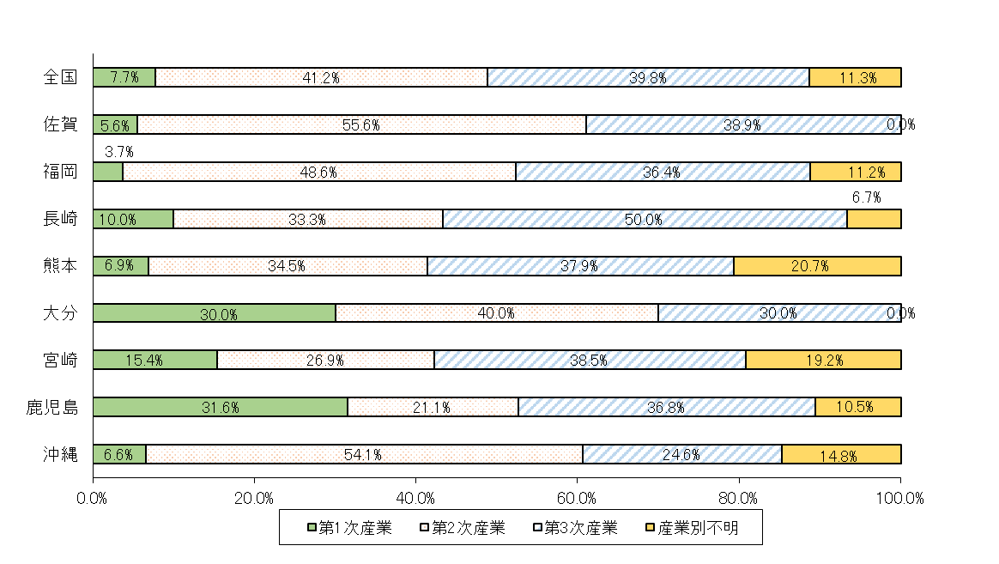 全国 7.7% 41.2% 39.8% 11.3%
佐賀 5.6% 55.6% 38.9% 0.0%
3.7%
福岡 48.6% 36.4% 11.2%
6.7%
長崎 10.0% 33.3% 50.0%
熊本 6.9% 34.5% 37.9% 20.7%
大分 30.0% 40.0% 30.0% 0.0%
宮崎 15.4% 26.9% 38.5% 19.2%
鹿児島 31.6% 21.1% 36.8% 10.5%
沖縄 6.6% 54.1% 24.6% 14.8%
0.0% 20.0% 40.0% 60.0% 80.0% 100.0%
第1次産業 第2次産業 第3次産業 産業別不明